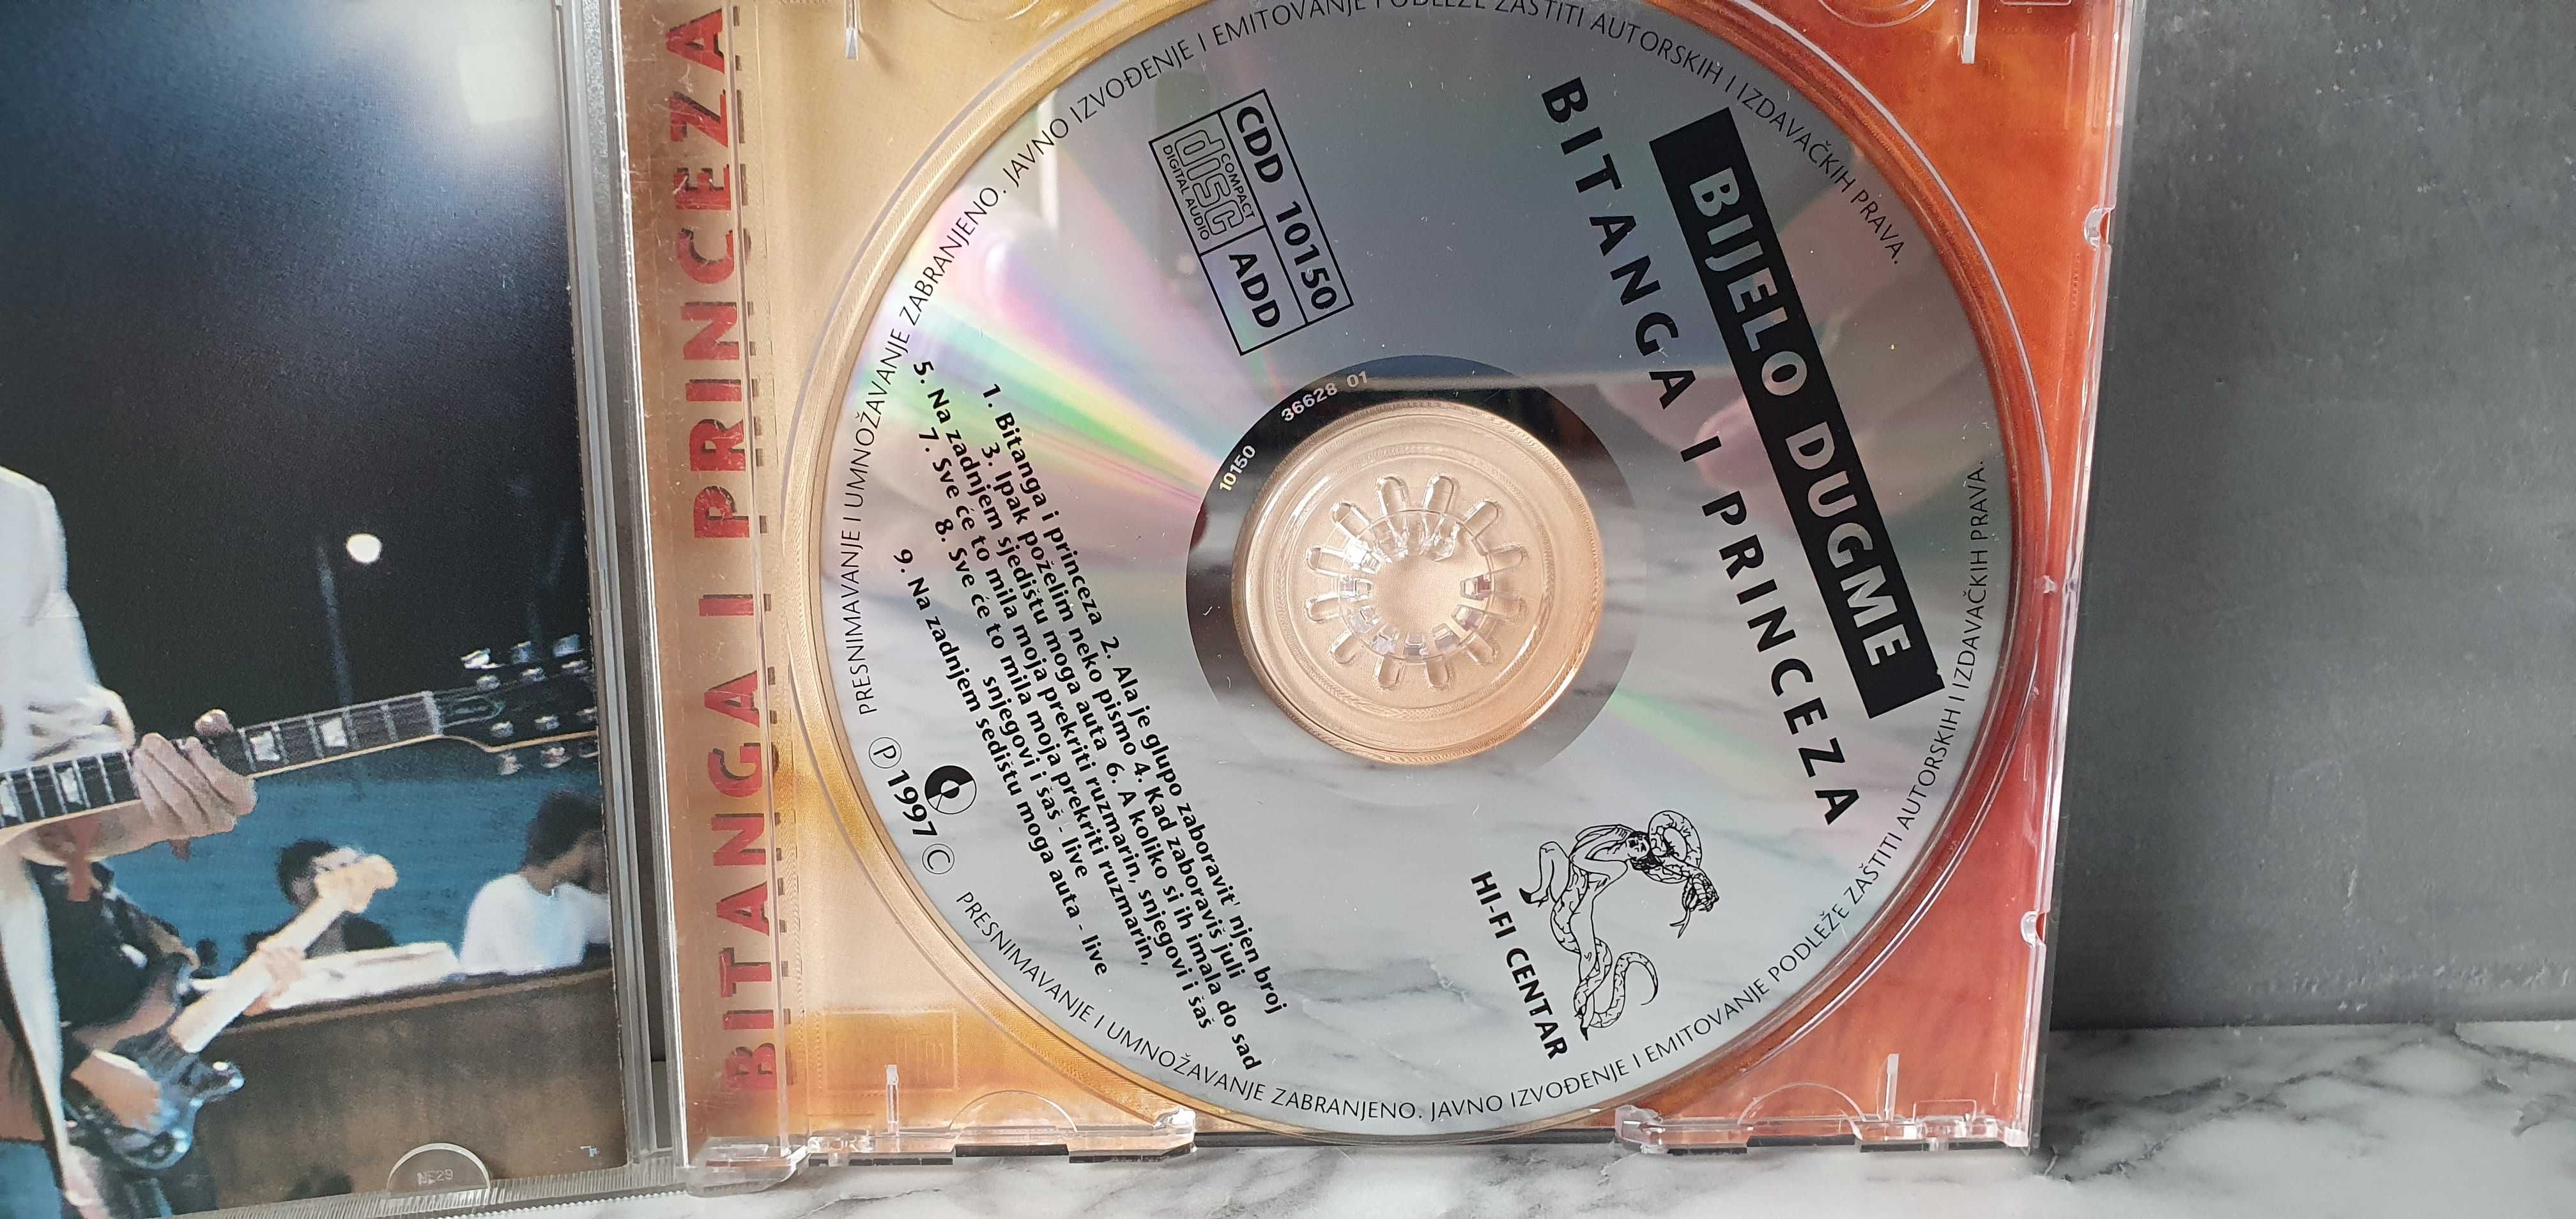 BITANGA I PRINCEZA
BIJELO DUGME
BITANGA I PRINCEZA
HI-FI CENTAR
CDD 10150
COMPACT
disc
DIGITAL AUDIO
ADD
36628 01
10150
1. Bitanga i princeza 2. Ala je glupo zaboravit' njen broj
3. Ipak poželim neko pismo 4. Kad zaboraviš juli
5. Na zadnjem sjedištu moga auta 6. A koliko si ih imala do sad
7. Sve će to mila moja prekriti ruzmarin, snjegovi i šaš
8. Sve će to mila moja prekriti ruzmarin,
snjegovi i šaš - live
9. Na zadnjem sedištu moga auta - live
Ⓟ 1997 ©
PRESNIMAVANJE I UMNOŽAVANJE ZABRANJENO. JAVNO IZVOĐENJE I EMITOVANJE PODLEŽE ZAŠTITI AUTORSKIH I IZDAVAČKIH PRAVA.
PRESNIMAVANJE I UMNOŽAVANJE ZABRANJENO. JAVNO IZVOĐENJE I EMITOVANJE PODLEŽE ZAŠTITI AUTORSKIH I IZDAVAČKIH PRAVA.